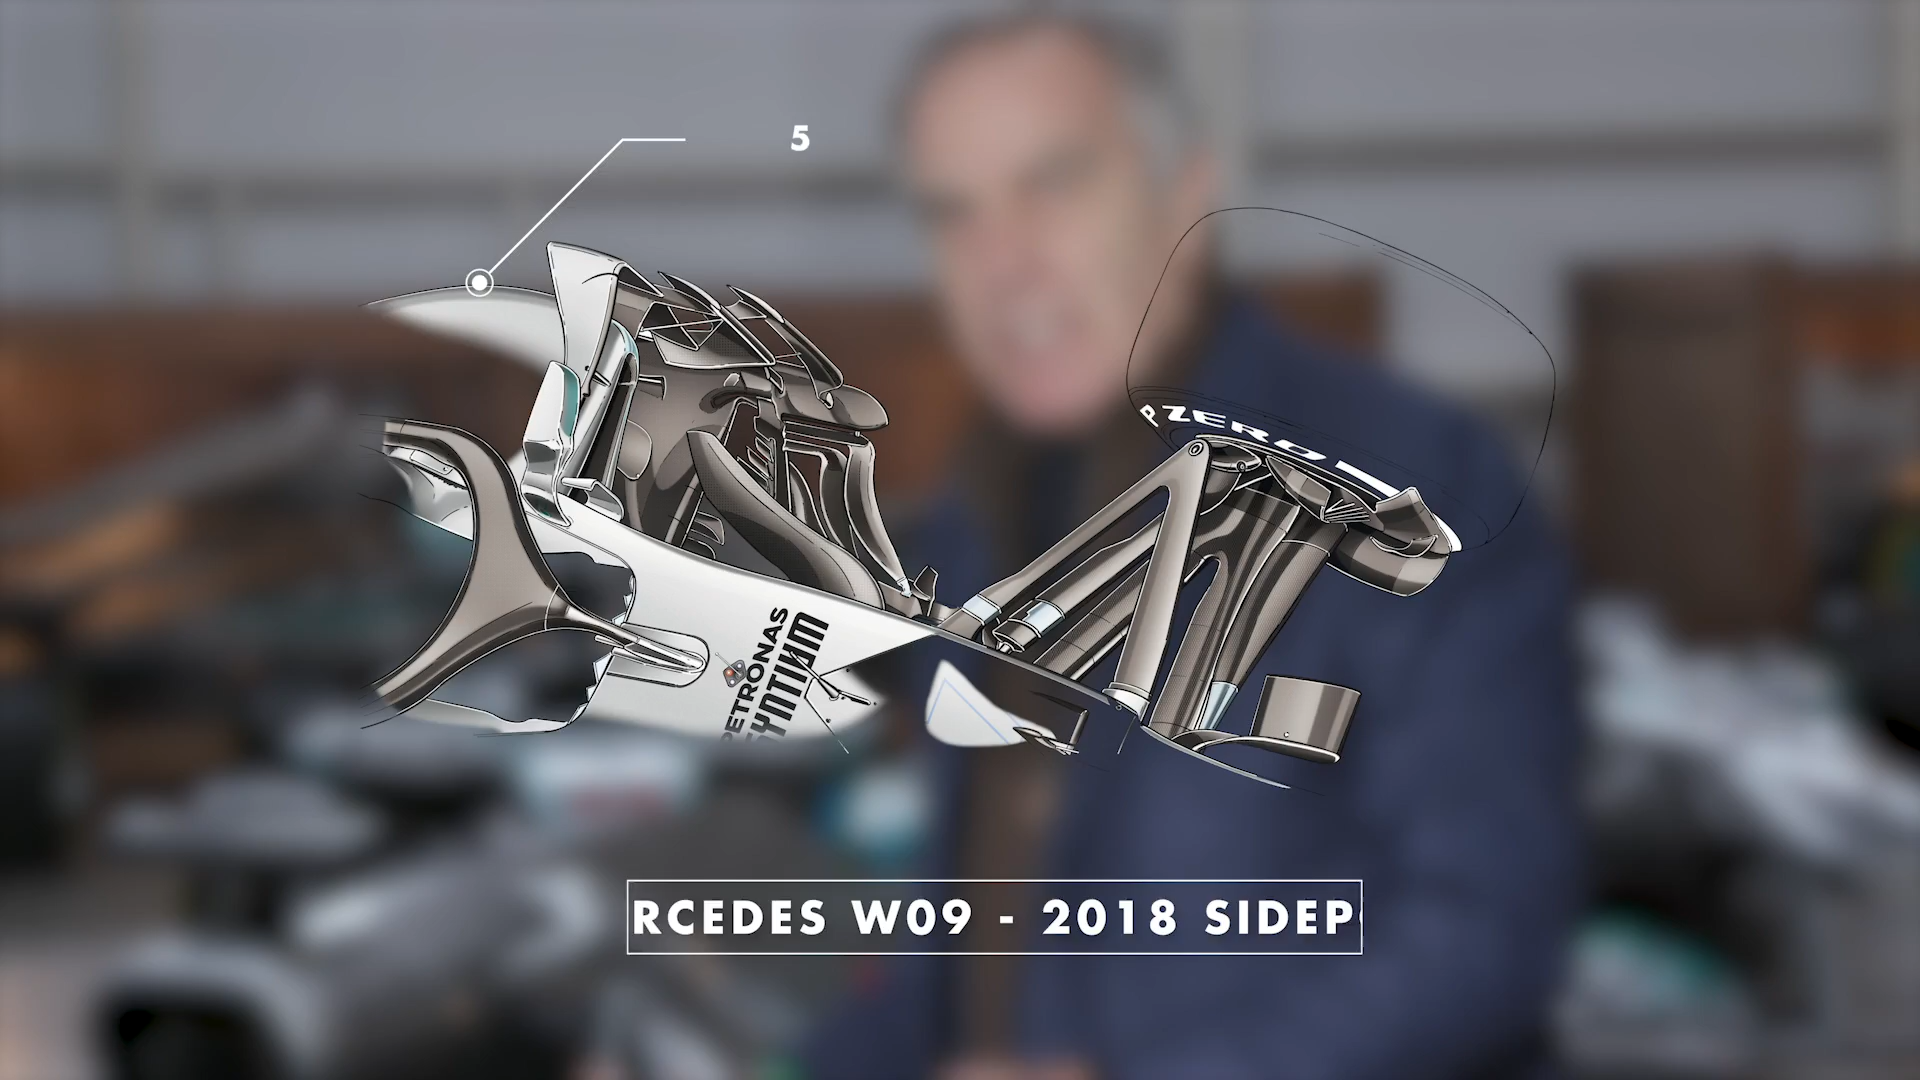 5
P ZERO
PETRONAS
SYNTIUM
RCEDES W09 - 2018 SIDEP